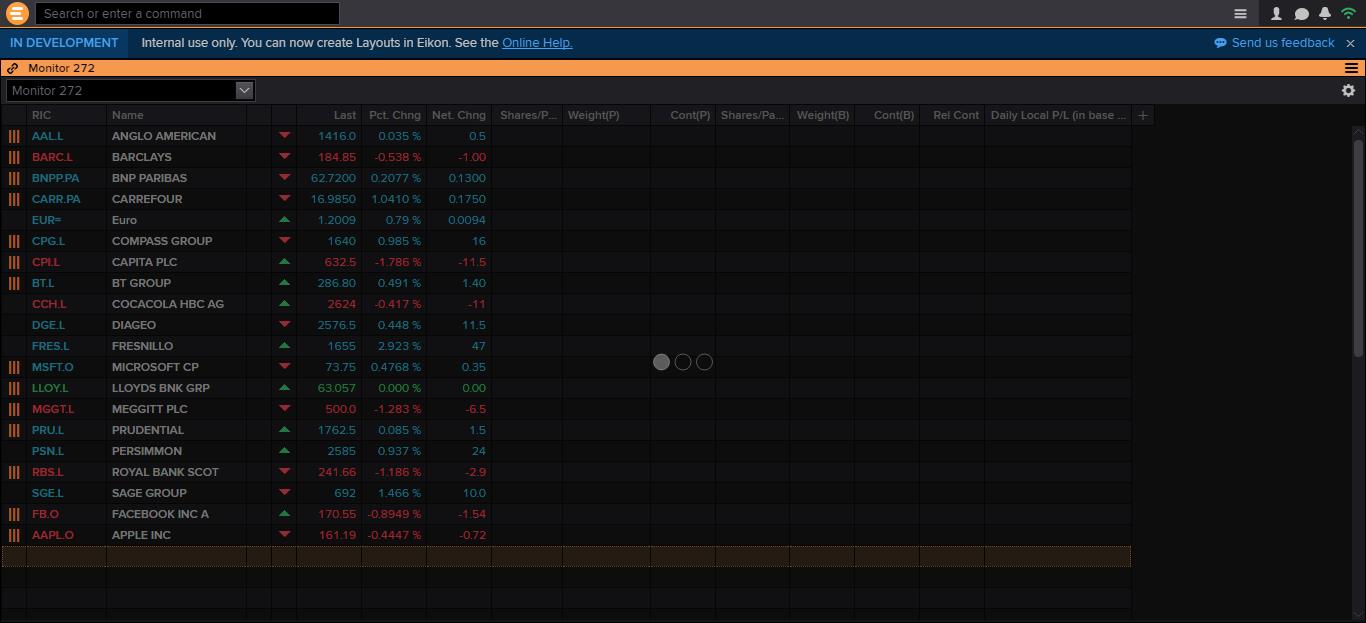 Search or enter a command
IN DEVELOPMENT Internal use only. You can now create Layouts in Eikon. See the Online Help. Send us feedback
Monitor 272
Monitor 272
RIC Name Last Pct. Chng Net. Chng Shares/P... Weight(P) Cont(P) Shares/Pa... Weight(B) Cont(B) Rel Cont Daily Local P/L (in base ...
AAL.L ANGLO AMERICAN 1416.0 0.035 % 0.5
BARC.L BARCLAYS 184.85 -0.538 % -1.00
BNPP.PA BNP PARIBAS 62.7200 0.2077 % 0.1300
CARR.PA CARREFOUR 16.9850 1.0410 % 0.1750
EUR= Euro 1.2009 0.79 % 0.0094
CPG.L COMPASS GROUP 1640 0.985 % 16
CPI.L CAPITA PLC 632.5 -1.786 % -11.5
BT.L BT GROUP 286.80 0.491 % 1.40
CCH.L COCACOLA HBC AG 2624 -0.417 % -11
DGE.L DIAGEO 2576.5 0.448 % 11.5
FRES.L FRESNILLO 1655 2.923 % 47
MSFT.O MICROSOFT CP 73.75 0.4768 % 0.35
LLOY.L LLOYDS BNK GRP 63.057 0.000 % 0.00
MGGT.L MEGGITT PLC 500.0 -1.283 % -6.5
PRU.L PRUDENTIAL 1762.5 0.085 % 1.5
PSN.L PERSIMMON 2585 0.937 % 24
RBS.L ROYAL BANK SCOT 241.66 -1.186 % -2.9
SGE.L SAGE GROUP 692 1.466 % 10.0
FB.O FACEBOOK INC A 170.55 -0.8949 % -1.54
AAPL.O APPLE INC 161.19 -0.4447 % -0.72